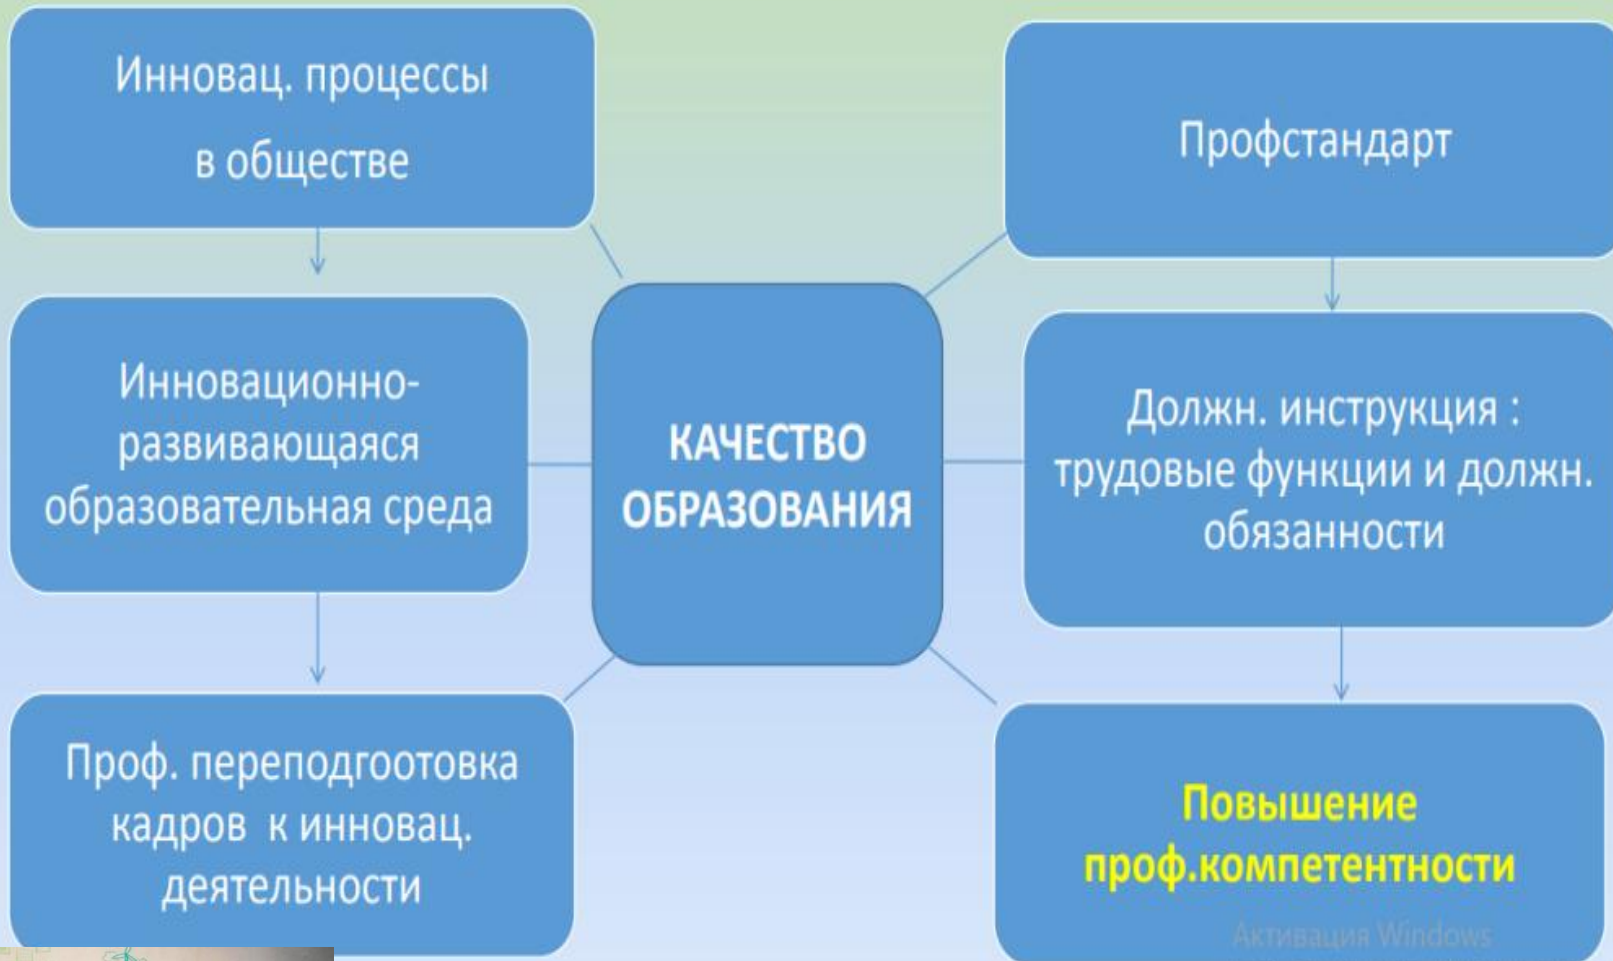 Инновац. процессы
в обществе
Профстандарт
Инновационно-
развивающаяся
образовательная среда
КАЧЕСТВО
ОБРАЗОВАНИЯ
Должн. инструкция :
трудовые функции и должн.
обязанности
Проф. переподгоотовка
кадров к инновац.
деятельности
Повышение
проф.компетентности
Активация Windows